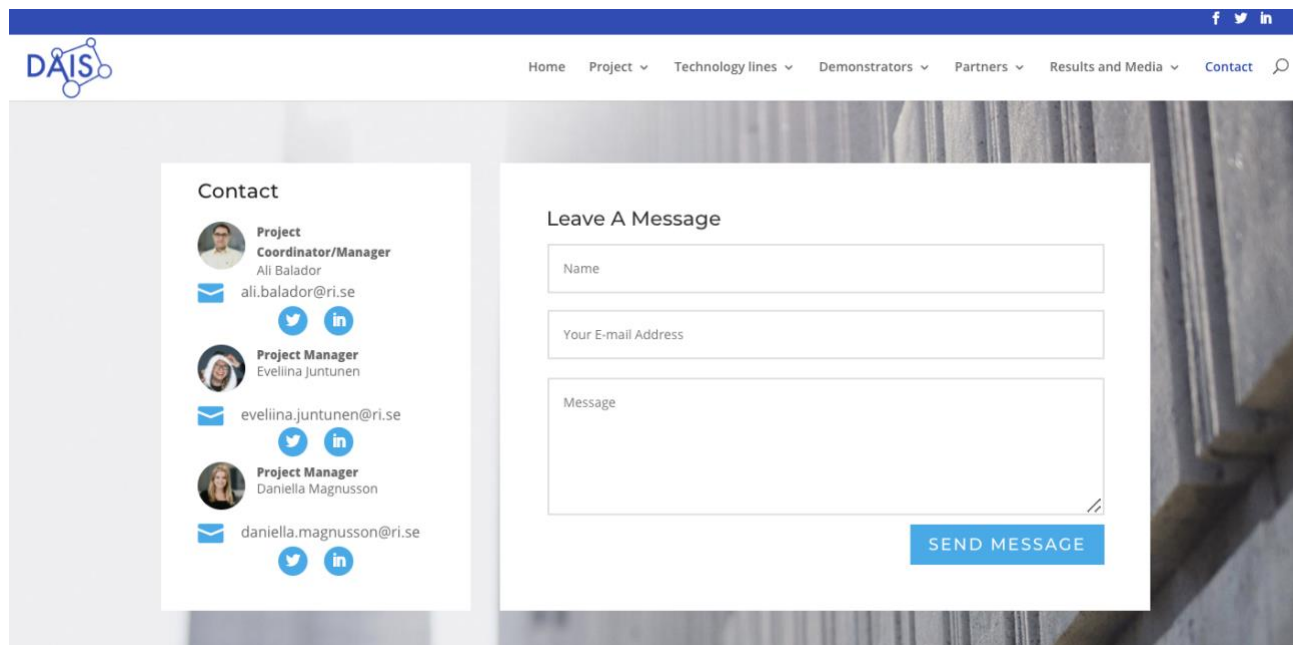 DAIS
Home Project Technology lines Demonstrators Partners Results and Media Contact
Contact
Project
Coordinator/Manager
Ali Balador
ali.balador@ri.se
Project Manager
Eveliina Juntunen
eveliina.juntunen@ri.se
Project Manager
Daniella Magnusson
daniella.magnusson@ri.se
Leave A Message
Name
Your E-mail Address
Message
SEND MESSAGE